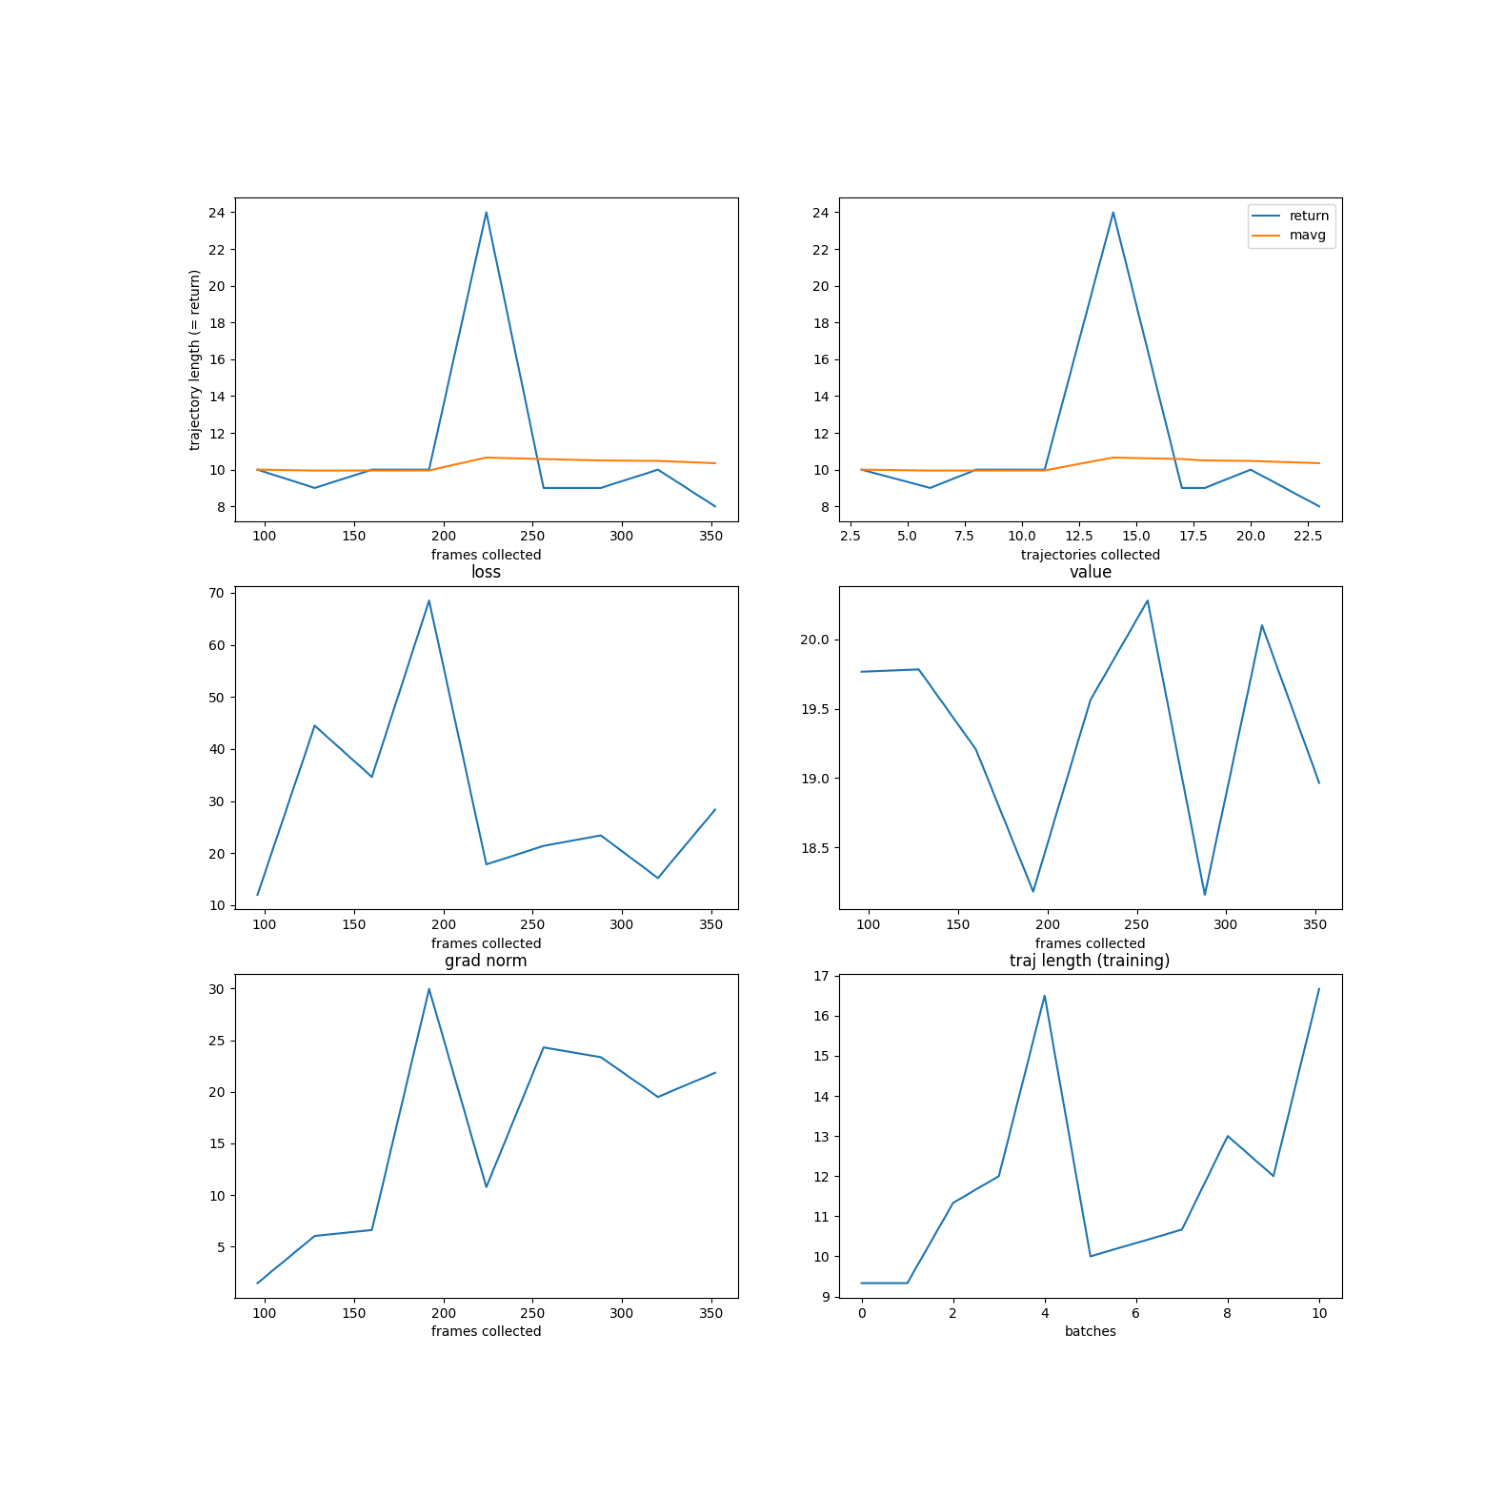 24
22
20
18
16
14
12
10
8
trajectory length (= return)
100 150 200 250 300 350
frames collected
24
22
20
18
16
14
12
10
8
return
mavg
2.5 5.0 7.5 10.0 12.5 15.0 17.5 20.0 22.5
trajectories collected
loss
70
60
50
40
30
20
10
100 150 200 250 300 350
frames collected
value
20.0
19.5
19.0
18.5
100 150 200 250 300 350
frames collected
grad norm
30
25
20
15
10
5
100 150 200 250 300 350
frames collected
traj length (training)
17
16
15
14
13
12
11
10
9
0 2 4 6 8 10
batches